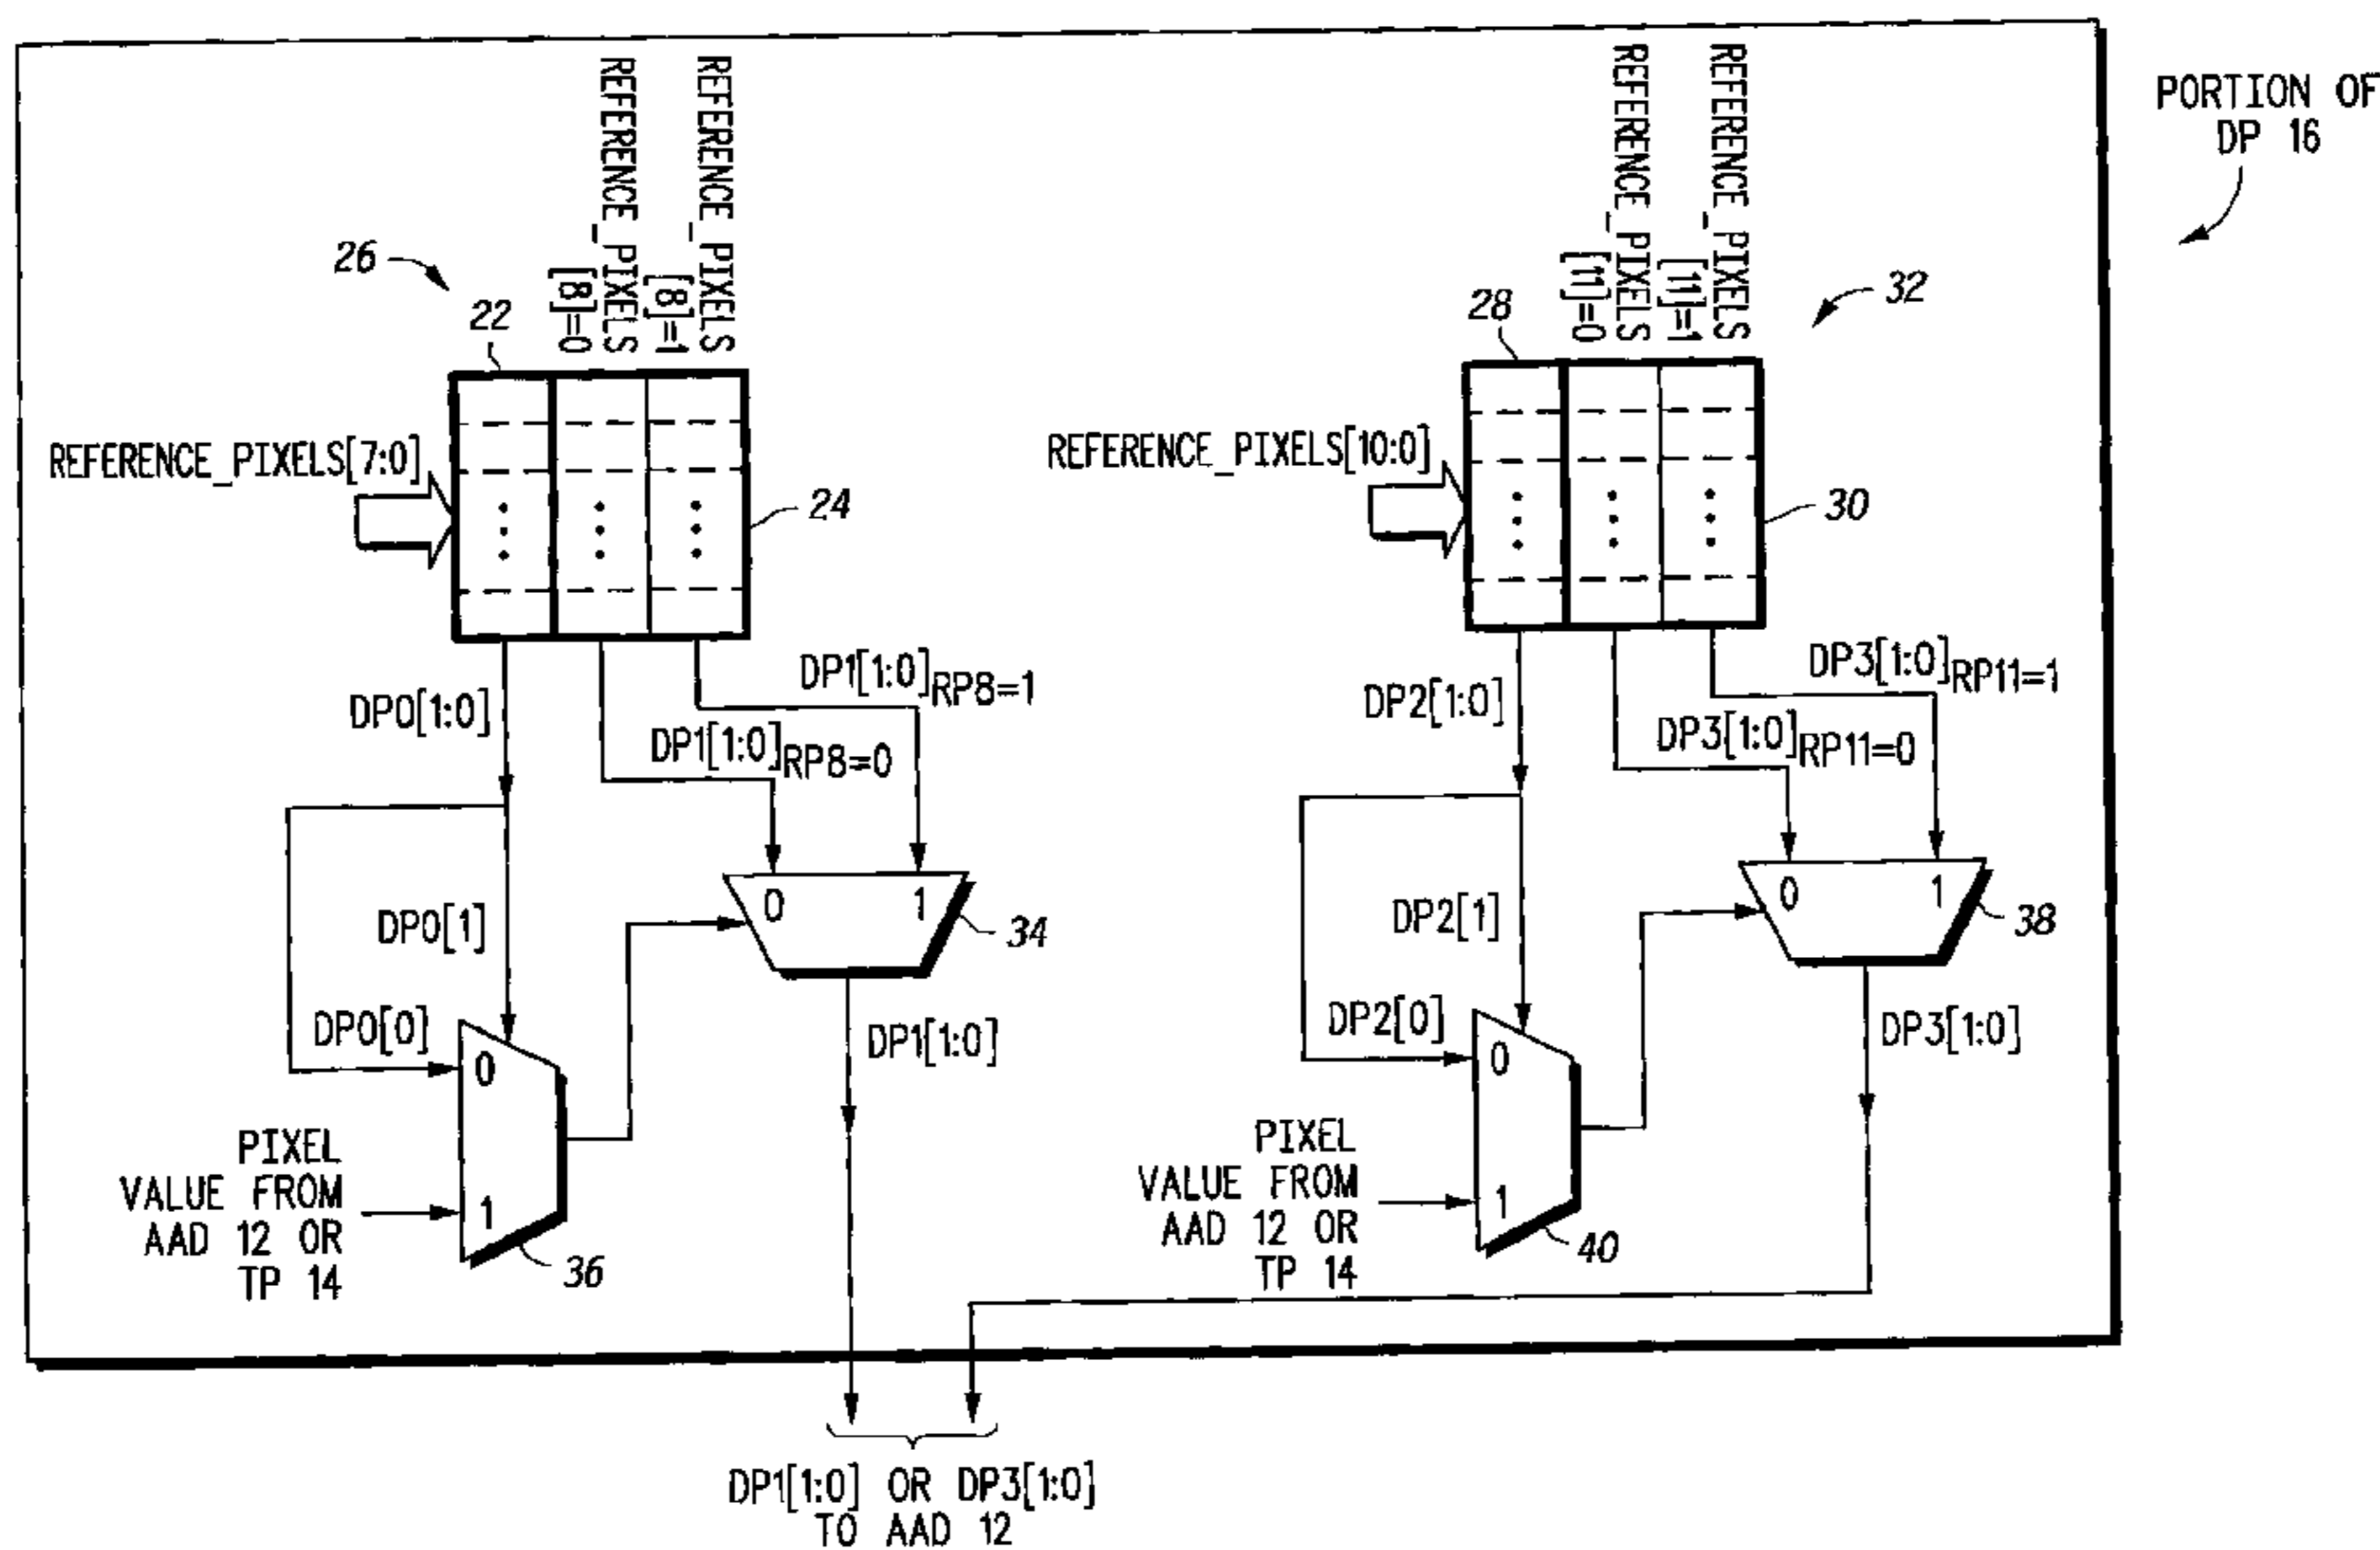 PORTION OF
DP 16
REFERENCE_PIXELS
[8]=0
REFERENCE_PIXELS
[8]=1
26
22
REFERENCE_PIXELS[7:0]
24
DP0[1:0]
DP1[1:0]RP8=1
DP1[1:0]RP8=0
DP0[1]
0 1
34
DP0[0]
0
DP1[1:0]
PIXEL
VALUE FROM
AAD 12 OR
TP 14
1
36
REFERENCE_PIXELS
[11]=0
REFERENCE_PIXELS
[11]=1
32
28
REFERENCE_PIXELS[10:0]
30
DP2[1:0]
DP3[1:0]RP11=1
DP3[1:0]RP11=0
DP2[1]
0 1
38
DP2[0]
0
DP3[1:0]
PIXEL
VALUE FROM
AAD 12 OR
TP 14
1
40
DP1[1:0] OR DP3[1:0]
TO AAD 12